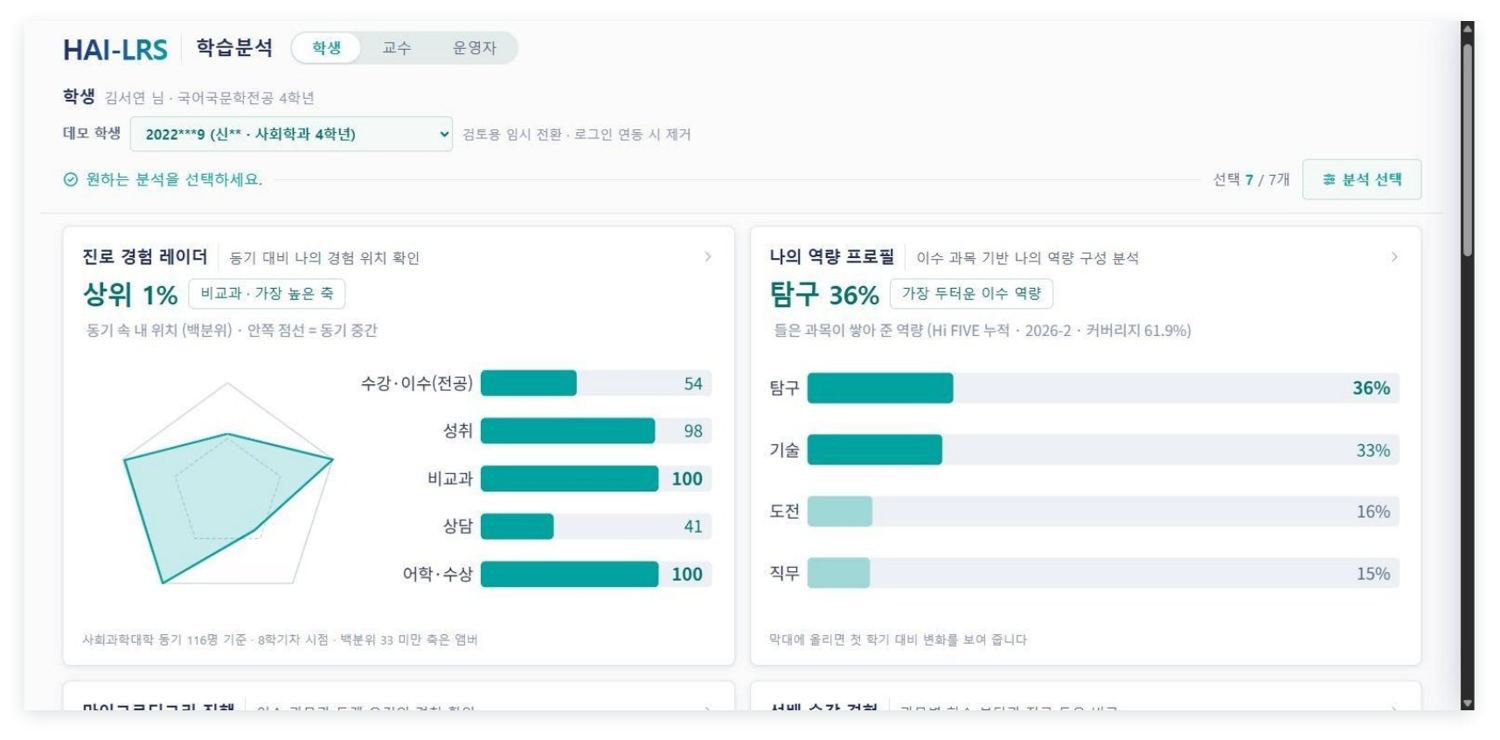 HAI-LRS 학습분석 학생 교수 운영자
학생 김서연 님 · 국어국문학전공 4학년
데모 학생 2022***9 (신** · 사회학과 4학년) 검토용 임시 전환 · 로그인 연동 시 제거
원하는 분석을 선택하세요. 선택 7 / 7개 분석 선택
진로 경험 레이더 동기 대비 나의 경험 위치 확인
상위 1% 비교과 · 가장 높은 축
동기 속 내 위치 (백분위) · 안쪽 점선 = 동기 중간
수강·이수(전공) 54
성취 98
비교과 100
상담 41
어학·수상 100
사회과학대학 동기 116명 기준 · 8학기차 시점 · 백분위 33 미만 축은 앰버
나의 역량 프로필 이수 과목 기반 나의 역량 구성 분석
탐구 36% 가장 두터운 이수 역량
들은 과목이 쌓아 준 역량 (Hi FIVE 누적 · 2026-2 · 커버리지 61.9%)
탐구 36%
기술 33%
도전 16%
직무 15%
막대에 올리면 첫 학기 대비 변화를 보여 줍니다